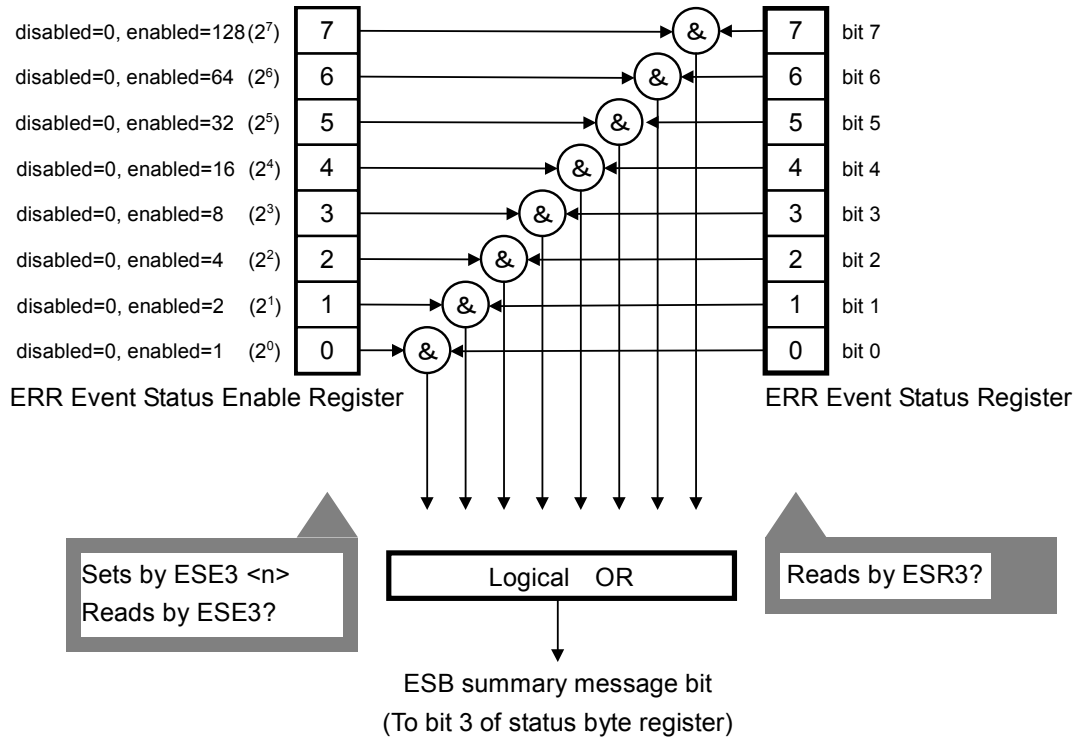 disabled=0, enabled=128 (2⁷) 7 & 7 bit 7
disabled=0, enabled=64 (2⁶) 6 & 6 bit 6
disabled=0, enabled=32 (2⁵) 5 & 5 bit 5
disabled=0, enabled=16 (2⁴) 4 & 4 bit 4
disabled=0, enabled=8 (2³) 3 & 3 bit 3
disabled=0, enabled=4 (2²) 2 & 2 bit 2
disabled=0, enabled=2 (2¹) 1 & 1 bit 1
disabled=0, enabled=1 (2⁰) 0 & 0 bit 0
ERR Event Status Enable Register
ERR Event Status Register
Sets by ESE3 <n>
Reads by ESE3?
Logical OR
Reads by ESR3?
ESB summary message bit
(To bit 3 of status byte register)